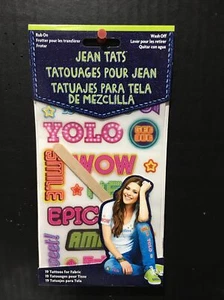 Rub On
Frotter pour les transférer
Frotar
Wash Off
Laver pour les retirer
Quitar con agua
JEAN TATS
TATOUAGES POUR JEAN
TATUAJES PARA TELA
DE MEZCLILLA
YOLO
SMILE
WOW
EPIC
19 Tattoos for Fabric
19 Tatouages pour Tissu
19 Tatuajes para Tela